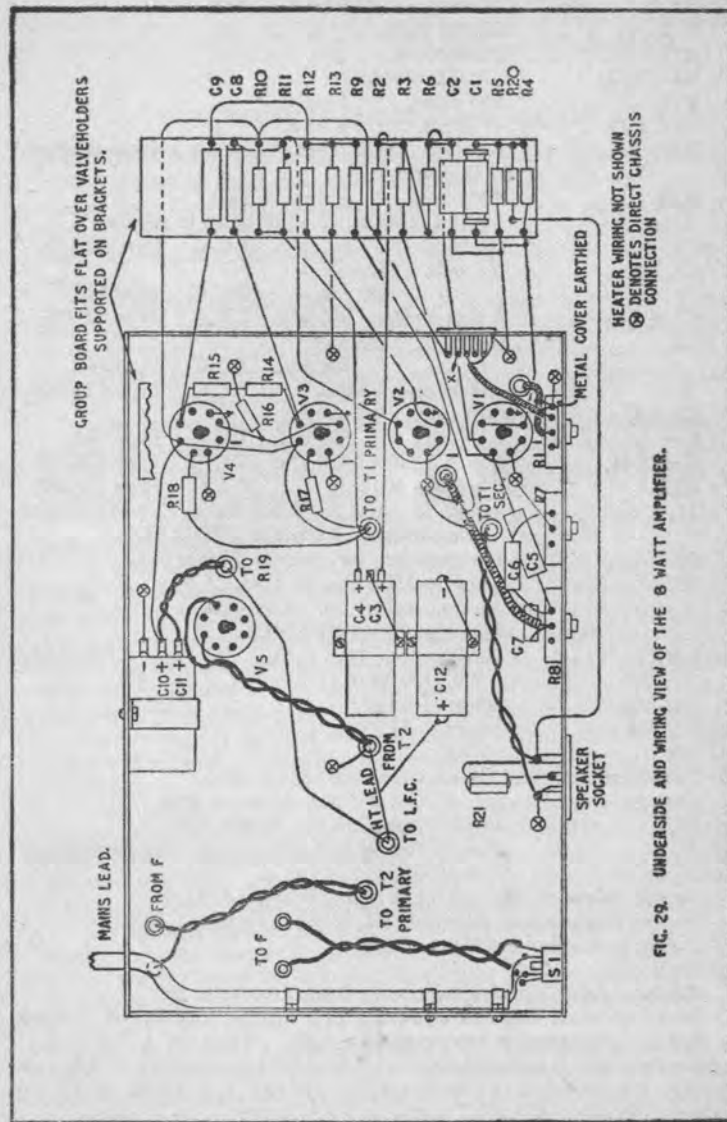 GROUP BOARD FITS FLAT OVER VALVEHOLDERS
SUPPORTED ON BRACKETS.
C9
C8
R10
R11
R12
R13
R9
R2
R3
R6
C2
C1
R5
R20
R4
MAINS LEAD.
FROM F
TO F
T2
TO PRIMARY
S1
-
C10 +
C11 +
V5
TO
R19
HT LEAD
FROM
T2
TO L.F.C.
R18
V4
R15
R14
R16
V3
R17
TO T1 PRIMARY
C4
C3
+
+
+ C12
-
V2
V1
X
TO T1
SEC.
R7
C6
C5
C7
R8
R1
R21
SPEAKER
SOCKET
METAL COVER EARTHED
HEATER WIRING NOT SHOWN
⊗ DENOTES DIRECT CHASSIS
CONNECTION
FIG. 29. UNDERSIDE AND WIRING VIEW OF THE 8 WATT AMPLIFIER.